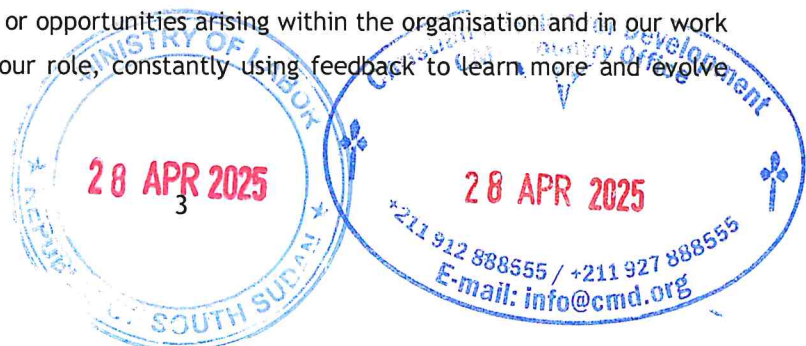 or opportunities arising within the organisation and in our work
our role, constantly using feedback to learn more and evolve
MINISTRY OF LABOR
Development
Office
28 APR 2025
3
28 APR 2025
SOUTH SUDAN
+211 912 888555 / +211 927 888555
E-mail: info@cmd.org